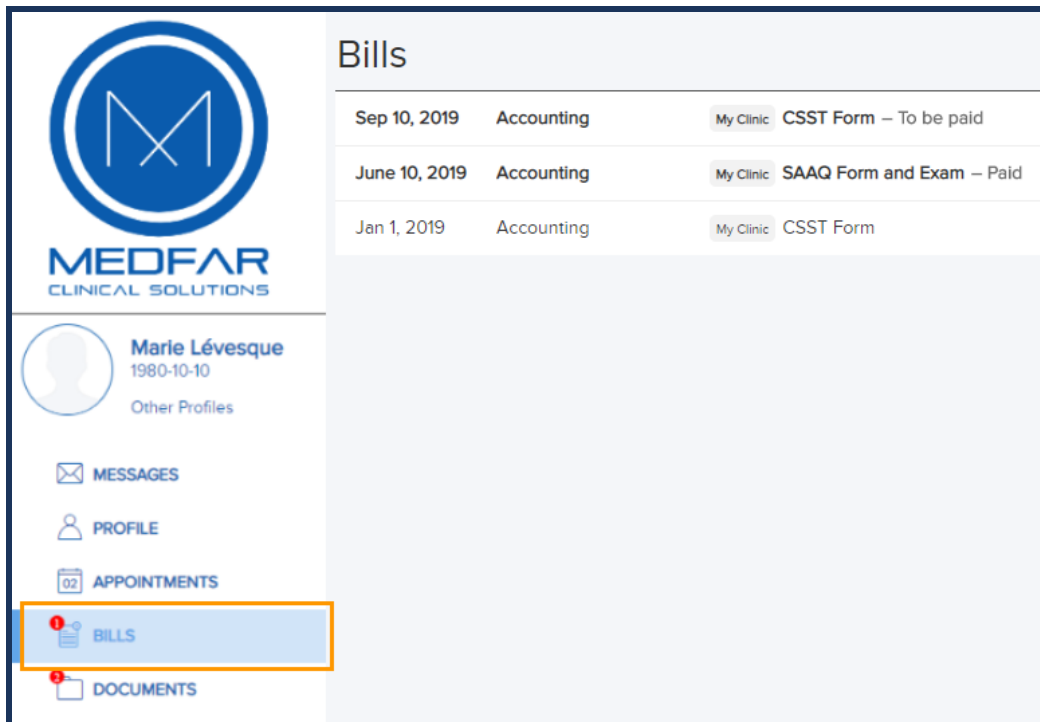 MEDFAR
CLINICAL SOLUTIONS
Marie Lévesque
1980-10-10
Other Profiles
MESSAGES
PROFILE
02 APPOINTMENTS
1 BILLS
2 DOCUMENTS
Bills
Sep 10, 2019 Accounting My Clinic CSST Form – To be paid
June 10, 2019 Accounting My Clinic SAAQ Form and Exam – Paid
Jan 1, 2019 Accounting My Clinic CSST Form